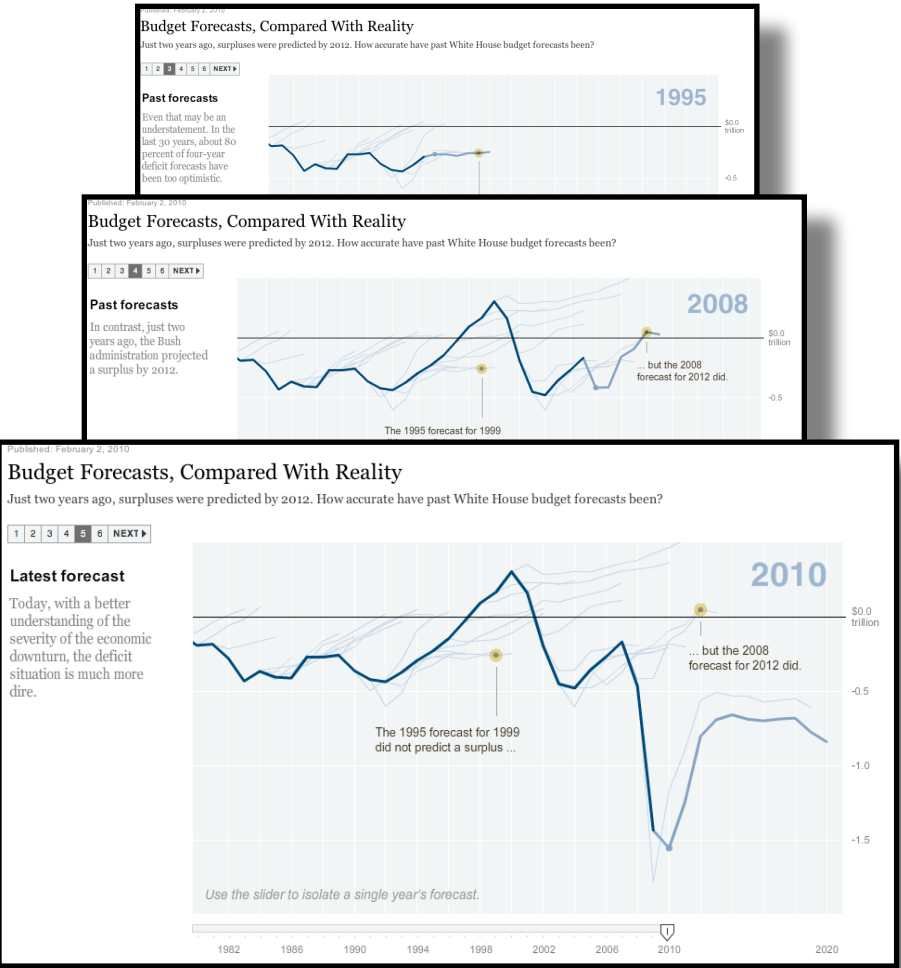 Published: February 2, 2010
Budget Forecasts, Compared With Reality
Just two years ago, surpluses were predicted by 2012. How accurate have past White House budget forecasts been?
1 2 3 4 5 6 NEXT
1995
Past forecasts
Even that may be an
understatement. In the
last 30 years, about 80
percent of four-year
deficit forecasts have
been too optimistic.
$0.0
trillion
-0.5
Published: February 2, 2010
Budget Forecasts, Compared With Reality
Just two years ago, surpluses were predicted by 2012. How accurate have past White House budget forecasts been?
1 2 3 4 5 6 NEXT
2008
Past forecasts
In contrast, just two
years ago, the Bush
administration projected
a surplus by 2012.
$0.0
trillion
... but the 2008
forecast for 2012 did.
-0.5
The 1995 forecast for 1999
Published: February 2, 2010
Budget Forecasts, Compared With Reality
Just two years ago, surpluses were predicted by 2012. How accurate have past White House budget forecasts been?
1 2 3 4 5 6 NEXT
2010
Latest forecast
Today, with a better
understanding of the
severity of the economic
downturn, the deficit
situation is much more
dire.
$0.0
trillion
... but the 2008
forecast for 2012 did.
-0.5
The 1995 forecast for 1999
did not predict a surplus ...
-1.0
-1.5
Use the slider to isolate a single year's forecast.
1982 1986 1990 1994 1998 2002 2006 2010 2020